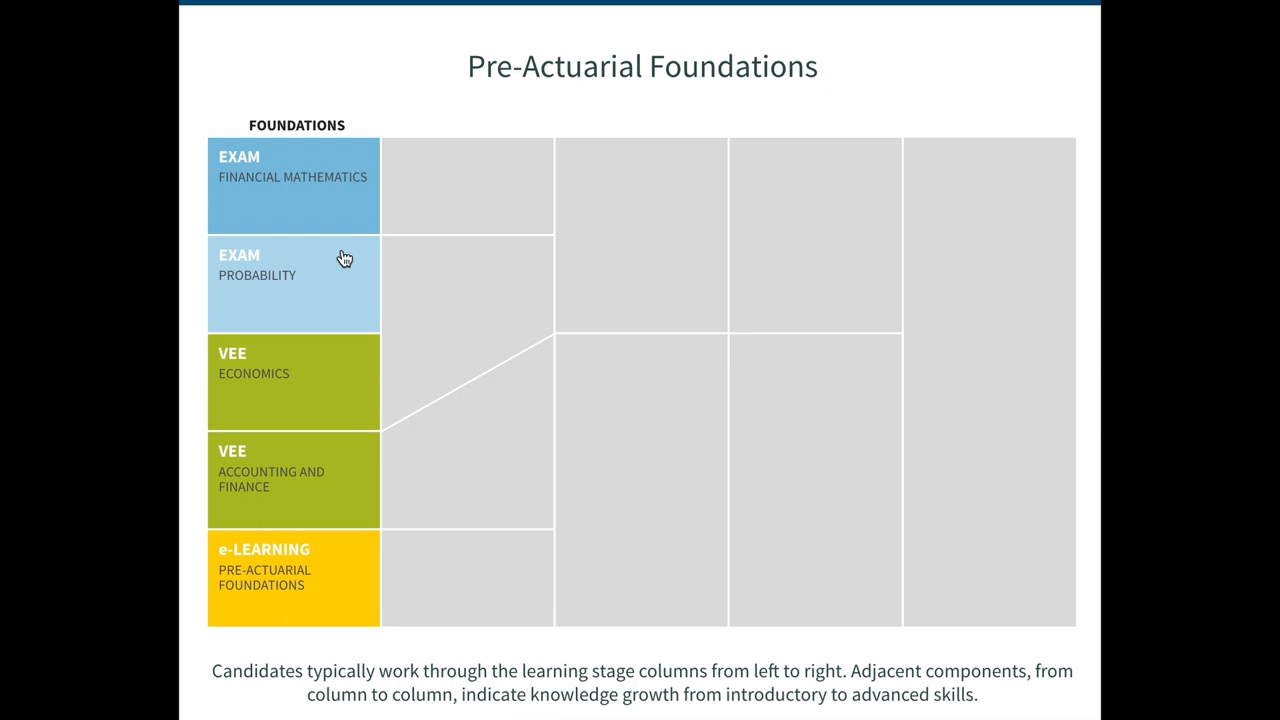 Pre-Actuarial Foundations
FOUNDATIONS
EXAM
FINANCIAL MATHEMATICS
EXAM
PROBABILITY
VEE
ECONOMICS
VEE
ACCOUNTING AND
FINANCE
e-LEARNING
PRE-ACTUARIAL
FOUNDATIONS
Candidates typically work through the learning stage columns from left to right. Adjacent components, from
column to column, indicate knowledge growth from introductory to advanced skills.